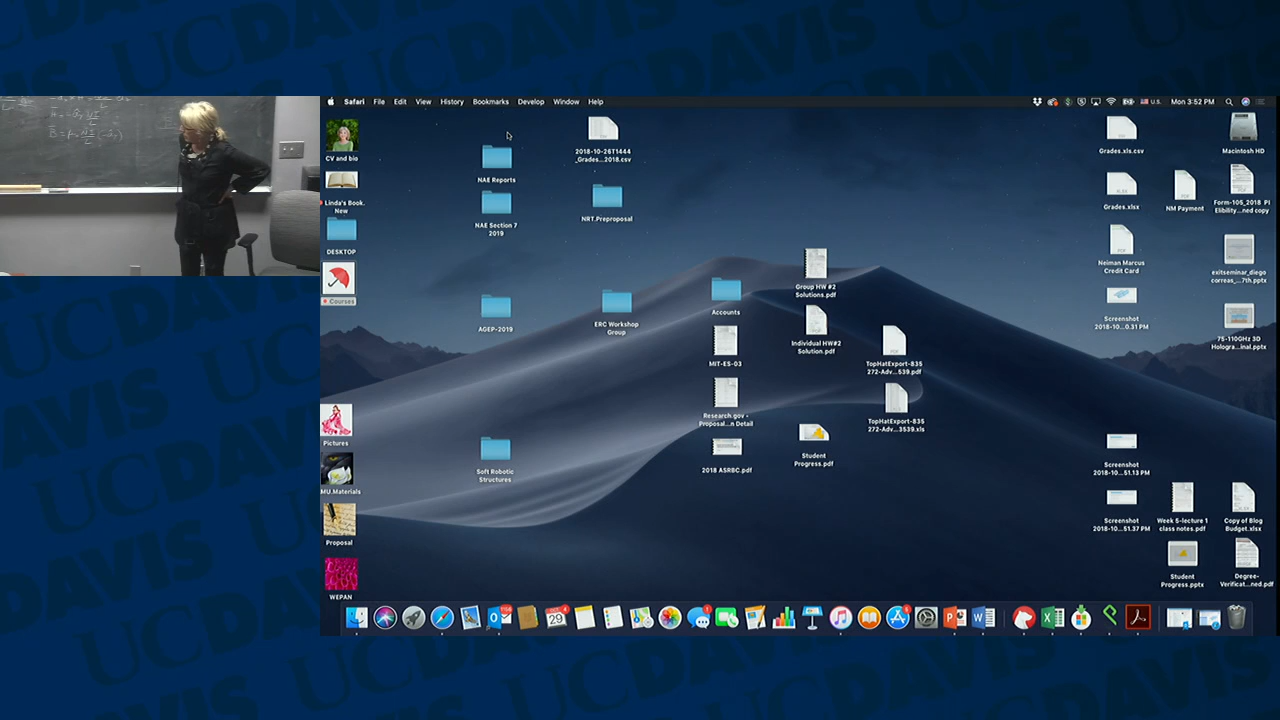 UCDAVIS
Safari File Edit View History Bookmarks Develop Window Help
U.S. Mon 3:52 PM
CV and bio
Linda's Book.
New
DESKTOP
Courses
Pictures
MU.Materials
Proposal
WEPAN
NAE Reports
NAE Section 7
2019
AGEP-2019
Soft Robotic
Structures
2018-10-26T1444
_Grades...2018.csv
NRT.Preproposal
ERC Workshop
Group
Accounts
MIT-ES-03
Research.gov -
Proposal...n Detail
2018 ASRBC.pdf
Group HW #2
Solutions.pdf
Individual HW#2
Solution.pdf
Student
Progress.pdf
TopHatExport-835
272-Adv...539.pdf
TopHatExport-835
272-Adv...3539.xls
Grades.xls.csv
Grades.xlsx
Neiman Marcus
Credit Card
Screenshot
2018-10...0.31 PM
Screenshot
2018-10...51.13 PM
Screenshot
2018-10...51.37 PM
NM Payment
Week 5-lecture 1
class notes.pdf
Student
Progress.pptx
Macintosh HD
Form-105_2018 PI
Elibility...ned copy
exitseminar_diego
correas_...7th.pptx
75-110GHz 3D
Hologra...inal.pptx
Copy of Blog
Budget.xlsx
Degree-
Verificat...ned.pdf
OCT
29